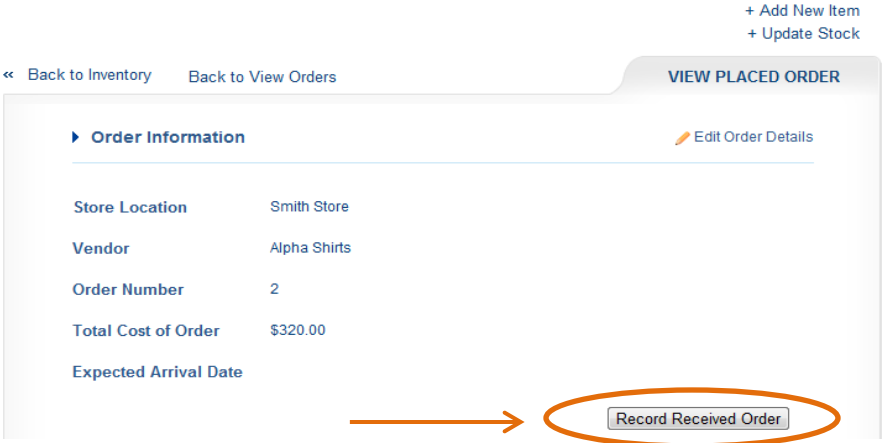 + Add New Item
+ Update Stock
« Back to Inventory Back to View Orders VIEW PLACED ORDER
Order Information Edit Order Details
Store Location Smith Store
Vendor Alpha Shirts
Order Number 2
Total Cost of Order $320.00
Expected Arrival Date
Record Received Order